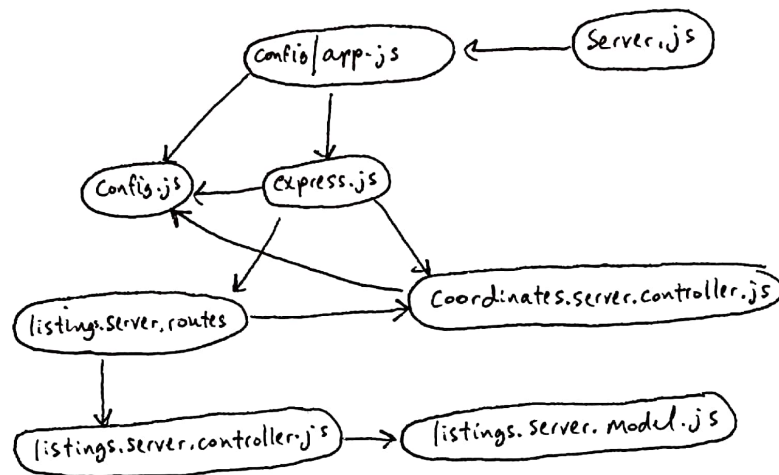 config/app.js
Server.js
Config.js
express.js
listings.server.routes
Coordinates.server.controller.js
listings.server.controller.js
listings.server.model.js